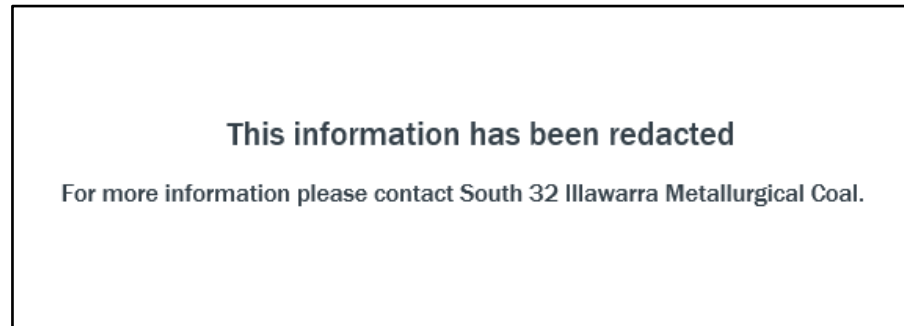 This information has been redacted
For more information please contact South 32 Illawarra Metallurgical Coal.